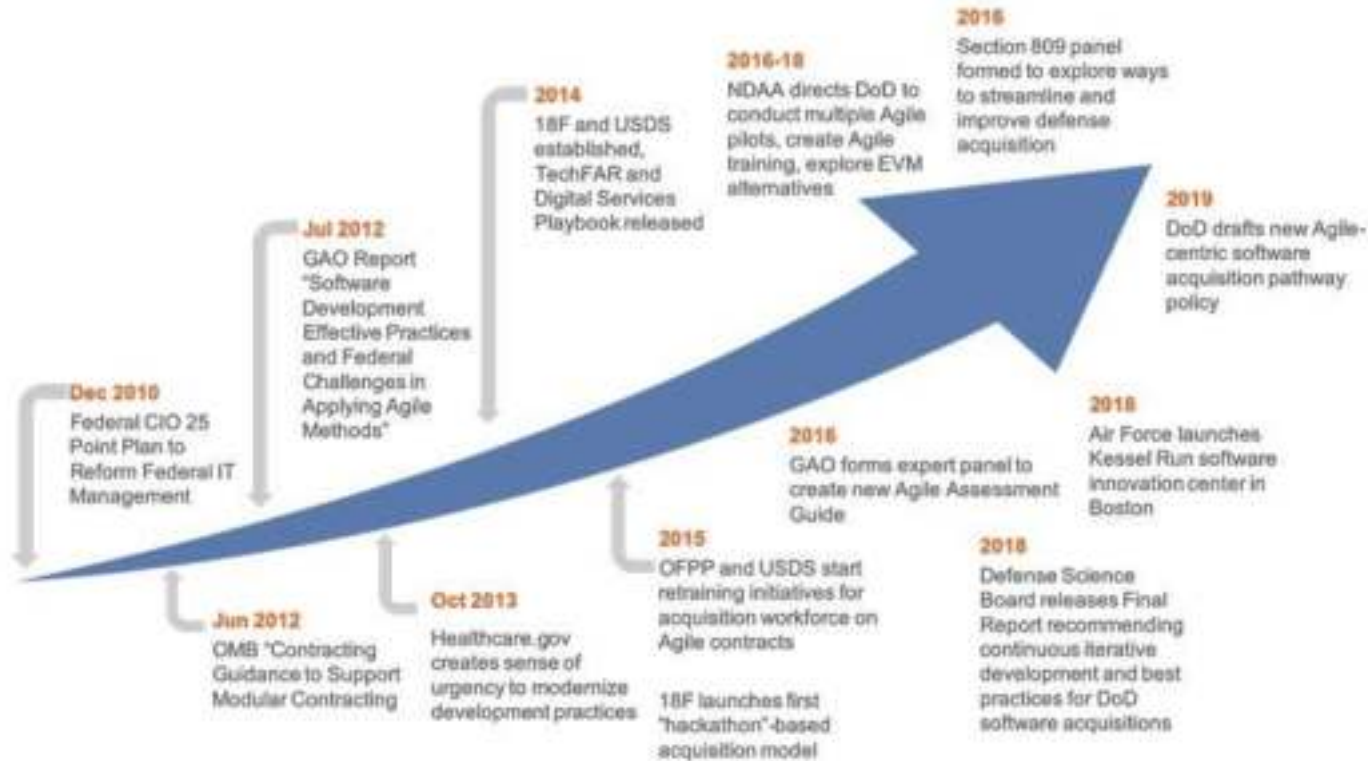 Dec 2010
Federal CIO 25
Point Plan to
Reform Federal IT
Management
Jun 2012
OMB "Contracting
Guidance to Support
Modular Contracting
Jul 2012
GAO Report
"Software
Development
Effective Practices
and Federal
Challenges in
Applying Agile
Methods"
Oct 2013
Healthcare.gov
creates sense of
urgency to modernize
development practices
2014
18F and USDS
established,
TechFAR and
Digital Services
Playbook released
2015
OFPP and USDS start
retraining initiatives for
acquisition workforce on
Agile contracts
18F launches first
"hackathon"-based
acquisition model
2016-18
NDAA directs DoD to
conduct multiple Agile
pilots, create Agile
training, explore EVM
alternatives
2016
GAO forms expert panel to
create new Agile Assessment
Guide
2016
Section 809 panel
formed to explore ways
to streamline and
improve defense
acquisition
2018
Defense Science
Board releases Final
Report recommending
continuous iterative
development and best
practices for DoD
software acquisitions
2018
Air Force launches
Kessel Run software
innovation center in
Boston
2019
DoD drafts new Agile-
centric software
acquisition pathway
policy